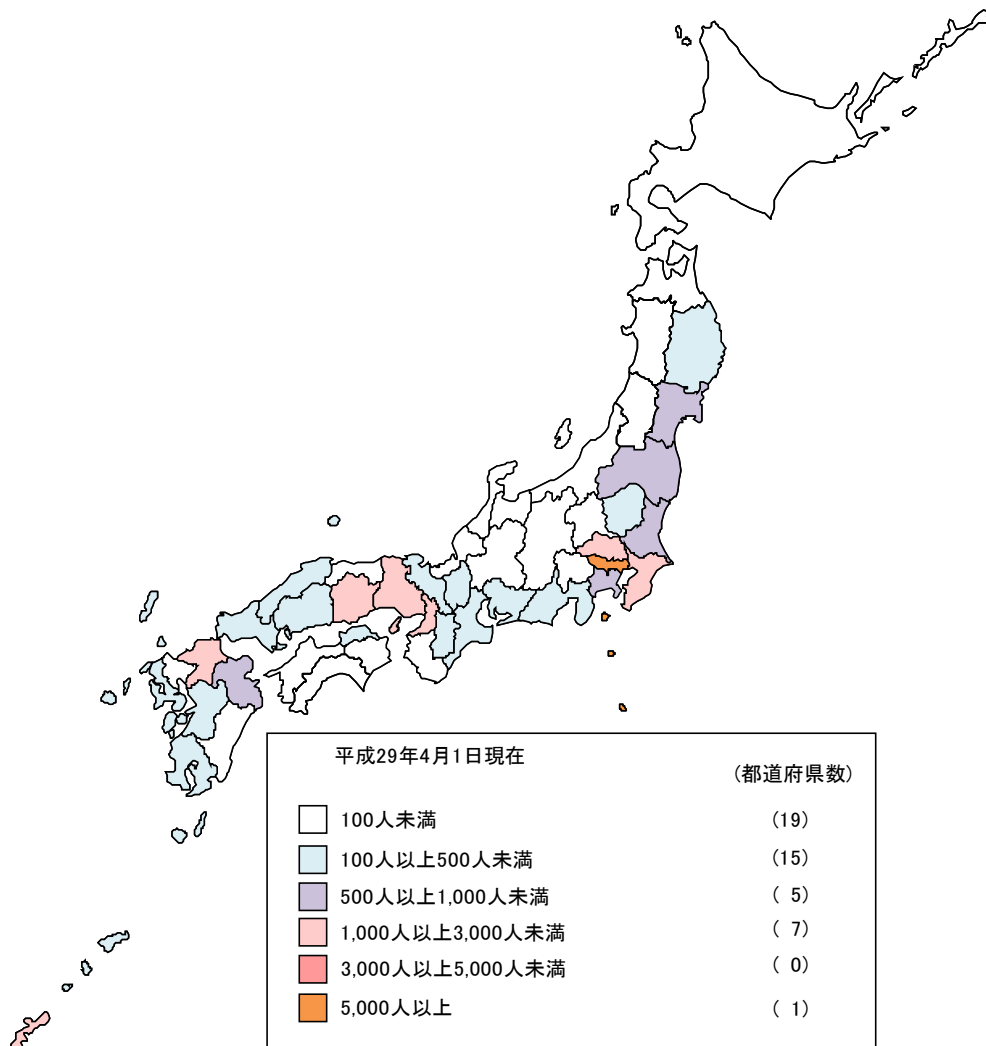 平成29年4月1日現在
(都道府県数)
100人未満 (19)
100人以上500人未満 (15)
500人以上1,000人未満 ( 5)
1,000人以上3,000人未満 ( 7)
3,000人以上5,000人未満 ( 0)
5,000人以上 ( 1)